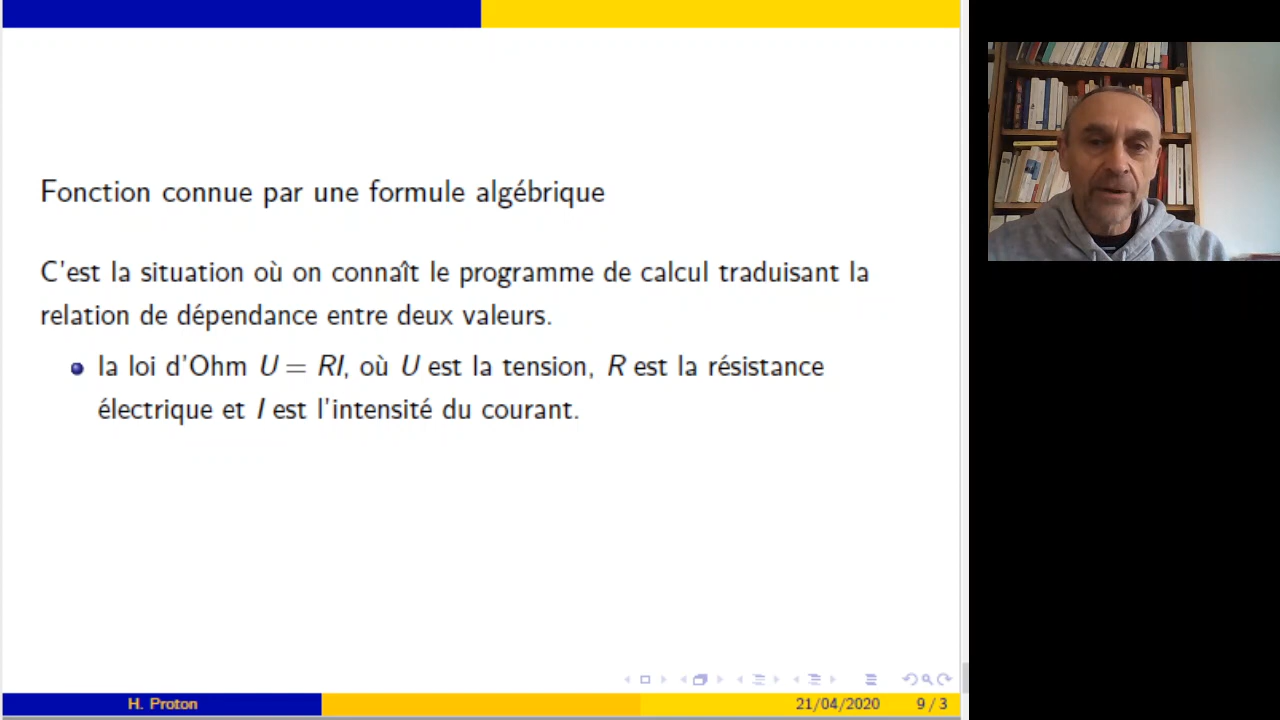 Fonction connue par une formule algébrique
C'est la situation où on connaît le programme de calcul traduisant la
relation de dépendance entre deux valeurs.
la loi d'Ohm U = RI, où U est la tension, R est la résistance
électrique et I est l'intensité du courant.
H. Proton
21/04/2020
9 / 3